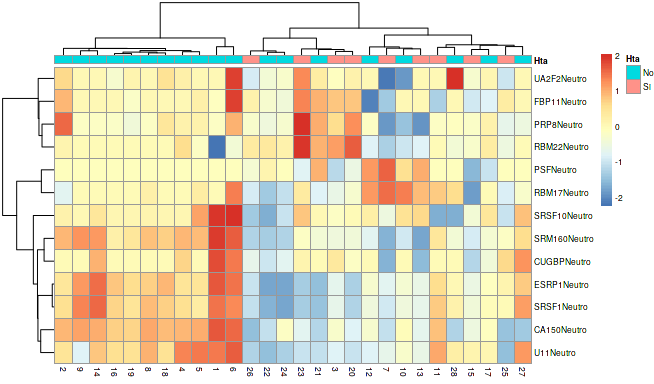 Hta
UA2F2Neutro
FBP11Neutro
PRP8Neutro
RBM22Neutro
PSFNeutro
RBM17Neutro
SRSF10Neutro
SRM160Neutro
CUGBPNeutro
ESRP1Neutro
SRSF1Neutro
CA150Neutro
U11Neutro
2 9 14 16 19 8 18 4 5 1 6 26 22 24 23 21 3 20 12 7 10 13 11 28 15 17 25 27
2
1
0
-1
-2
Hta
No
SI